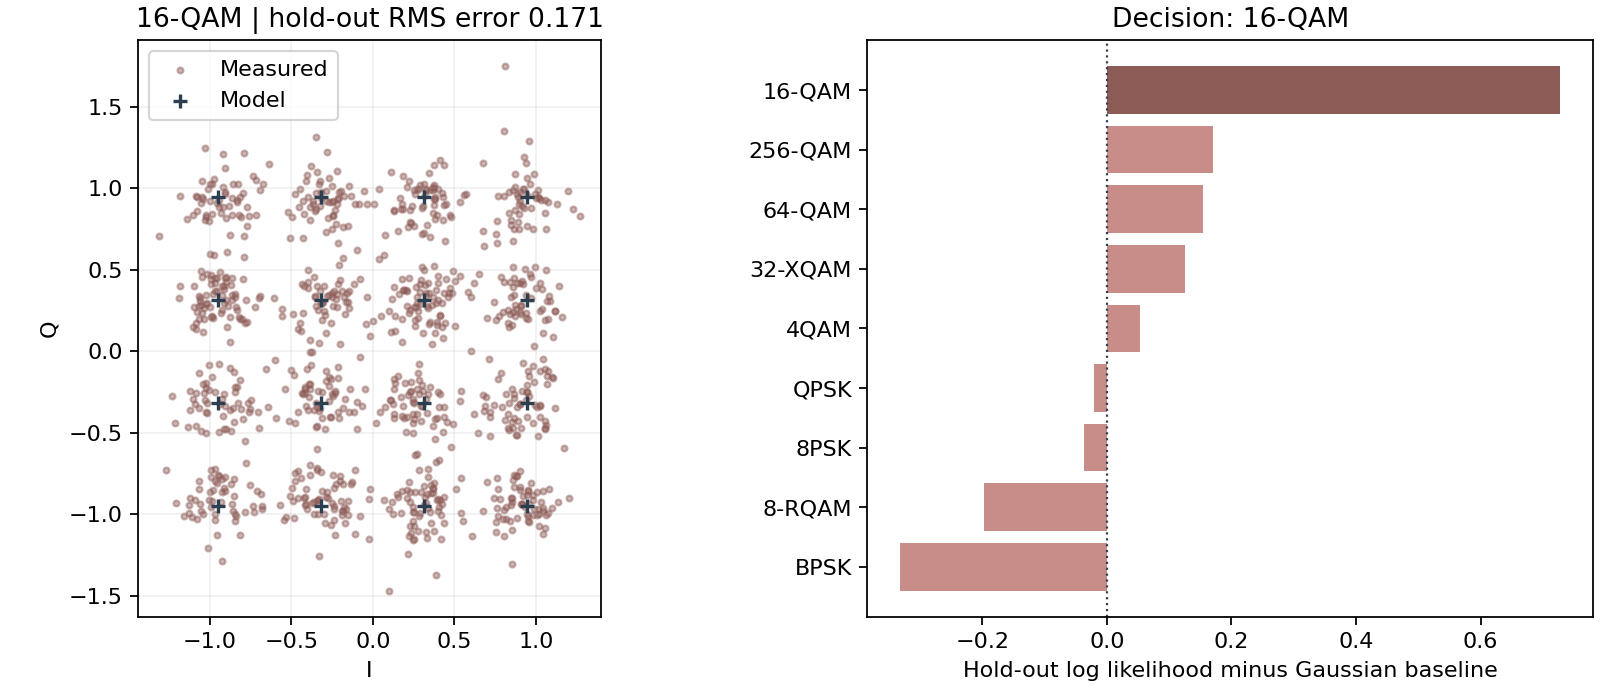 16-QAM | hold-out RMS error 0.171
Measured
Model
1.5
1.0
0.5
0.0
−0.5
−1.0
−1.5
Q
−1.0
−0.5
0.0
0.5
1.0
I
Decision: 16-QAM
16-QAM
256-QAM
64-QAM
32-XQAM
4QAM
QPSK
8PSK
8-RQAM
BPSK
−0.2
0.0
0.2
0.4
0.6
Hold-out log likelihood minus Gaussian baseline